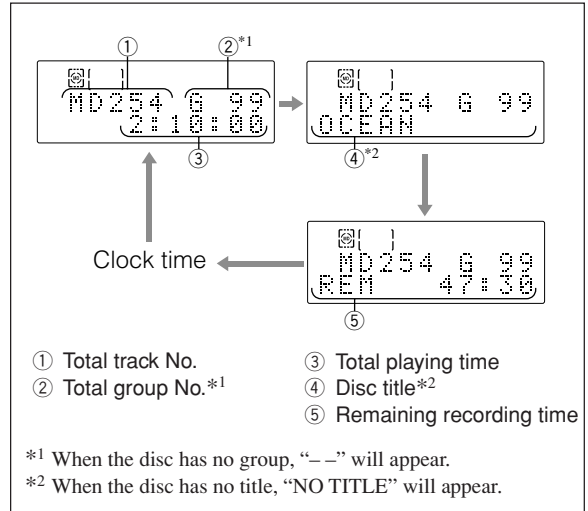 ① ②*1
MD
MD254 G 99
2:10:00
③
MD
MD254 G 99
OCEAN
④*2
MD
MD254 G 99
REM 47:30
⑤
Clock time
① Total track No.
② Total group No.*1
③ Total playing time
④ Disc title*2
⑤ Remaining recording time
*1 When the disc has no group, “– –” will appear.
*2 When the disc has no title, “NO TITLE” will appear.